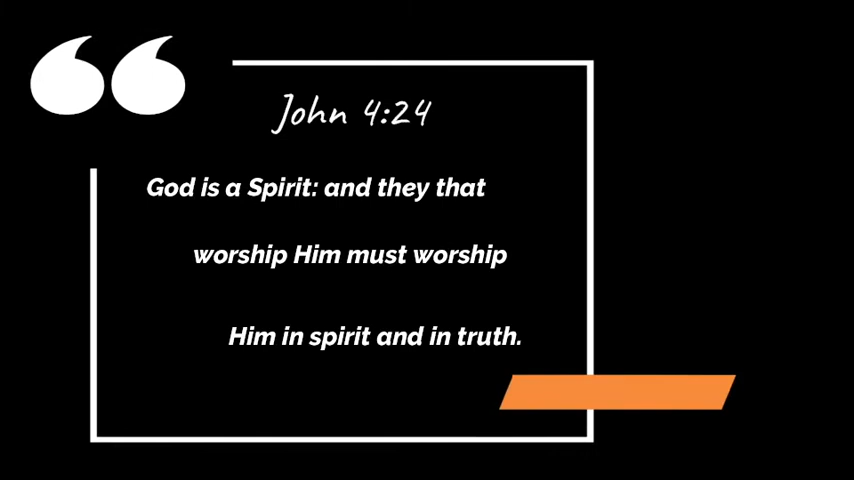 John 4:24
God is a Spirit: and they that
worship Him must worship
Him in spirit and in truth.